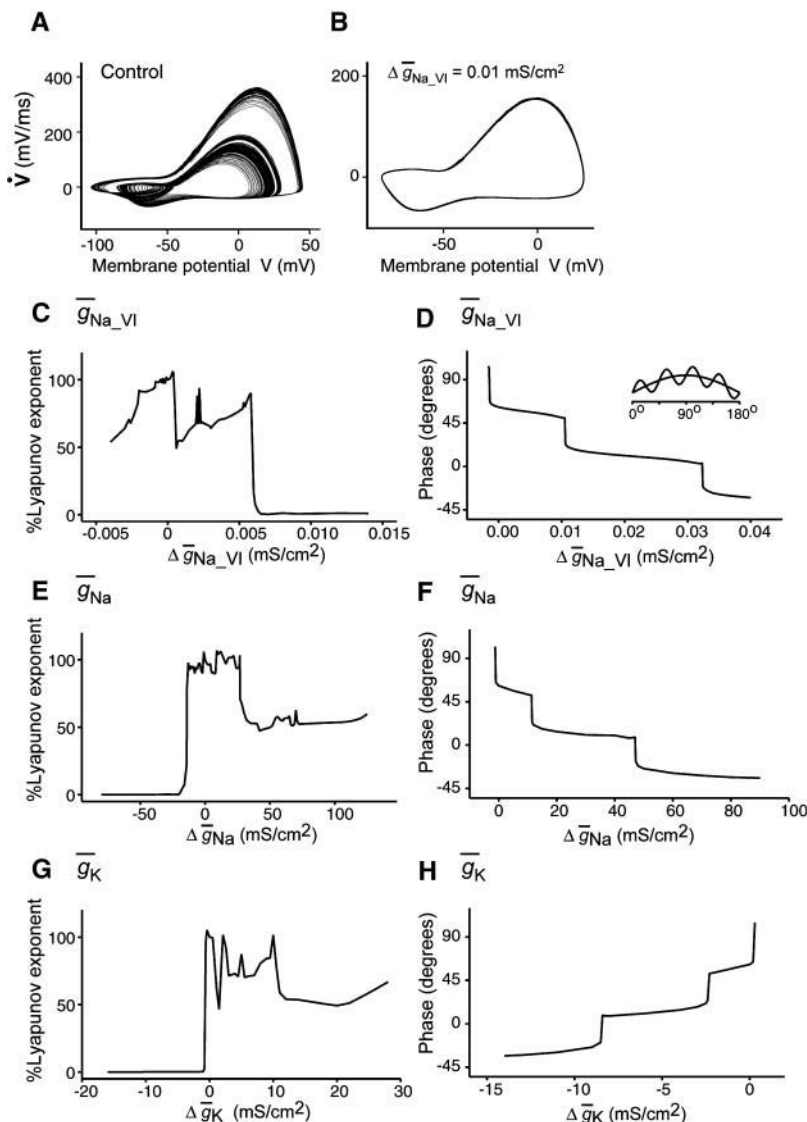 A
Control
400
200
0
V̇ (mV/ms)
-100
-50
0
50
Membrane potential V (mV)
B
Δ g̅Na_VI = 0.01 mS/cm²
200
0
-50
0
Membrane potential V (mV)
C g̅Na_VI
%Lyapunov exponent
100
50
0
-0.005
0
0.005
0.010
0.015
Δ g̅Na_VI (mS/cm²)
D g̅Na_VI
Phase (degrees)
90
45
0
-45
0° 90° 180°
0.00
0.01
0.02
0.03
0.04
Δ g̅Na_VI (mS/cm²)
E g̅Na
%Lyapunov exponent
100
50
0
-50
0
50
100
Δ g̅Na (mS/cm²)
F g̅Na
Phase (degrees)
90
45
0
-45
0
20
40
60
80
100
Δ g̅Na (mS/cm²)
G g̅K
%Lyapunov exponent
100
50
0
-20
-10
0
10
20
30
Δ g̅K (mS/cm²)
H g̅K
Phase (degrees)
90
45
0
-45
-15
-10
-5
0
Δ g̅K (mS/cm²)